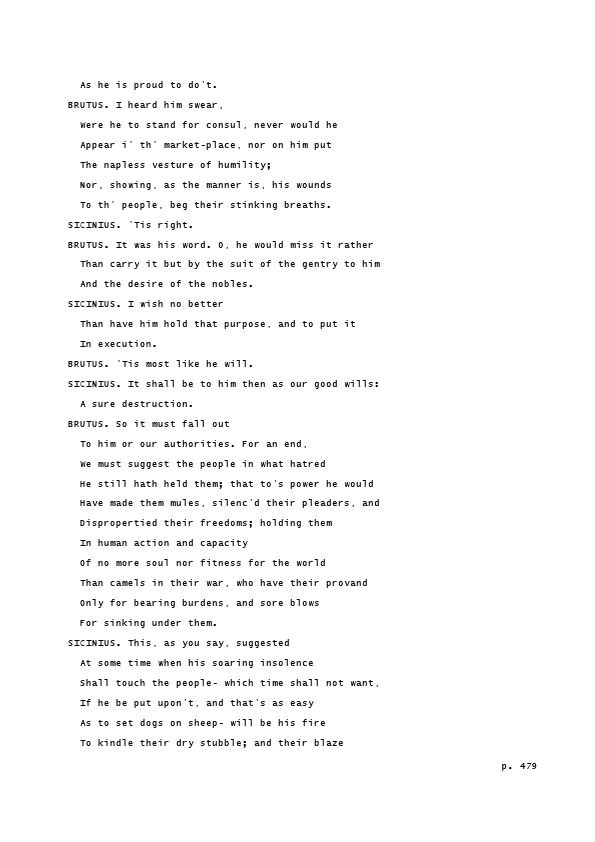 As he is proud to do't.
BRUTUS. I heard him swear,
Were he to stand for consul, never would he
Appear i' th' market-place, nor on him put
The napless vesture of humility;
Nor, showing, as the manner is, his wounds
To th' people, beg their stinking breaths.
SICINIUS. 'Tis right.
BRUTUS. It was his word. O, he would miss it rather
Than carry it but by the suit of the gentry to him
And the desire of the nobles.
SICINIUS. I wish no better
Than have him hold that purpose, and to put it
In execution.
BRUTUS. 'Tis most like he will.
SICINIUS. It shall be to him then as our good wills:
A sure destruction.
BRUTUS. So it must fall out
To him or our authorities. For an end,
We must suggest the people in what hatred
He still hath held them; that to's power he would
Have made them mules, silenc'd their pleaders, and
Dispropertied their freedoms; holding them
In human action and capacity
Of no more soul nor fitness for the world
Than camels in their war, who have their provand
Only for bearing burdens, and sore blows
For sinking under them.
SICINIUS. This, as you say, suggested
At some time when his soaring insolence
Shall touch the people- which time shall not want,
If he be put upon't, and that's as easy
As to set dogs on sheep- will be his fire
To kindle their dry stubble; and their blaze
p. 479